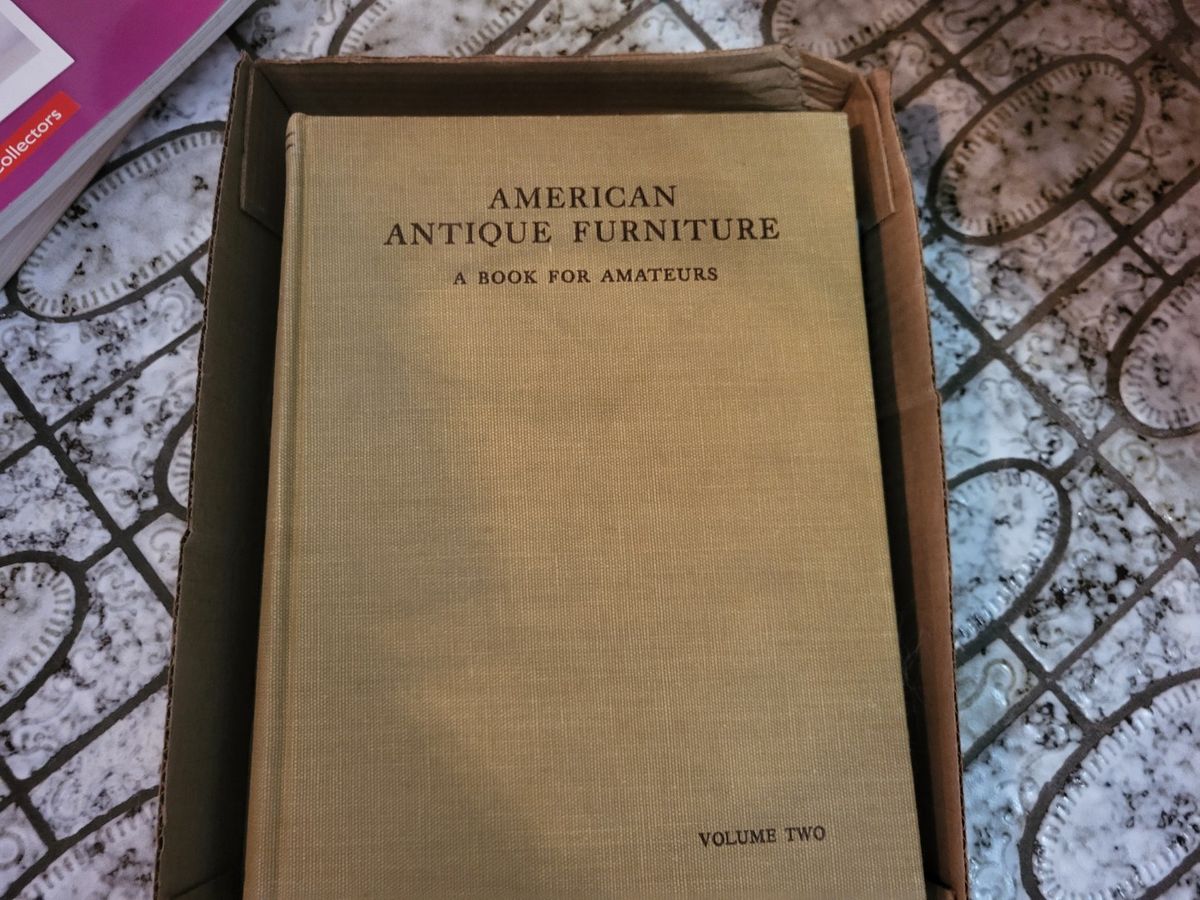 Collectors
AMERICAN
ANTIQUE FURNITURE
A BOOK FOR AMATEURS
VOLUME TWO